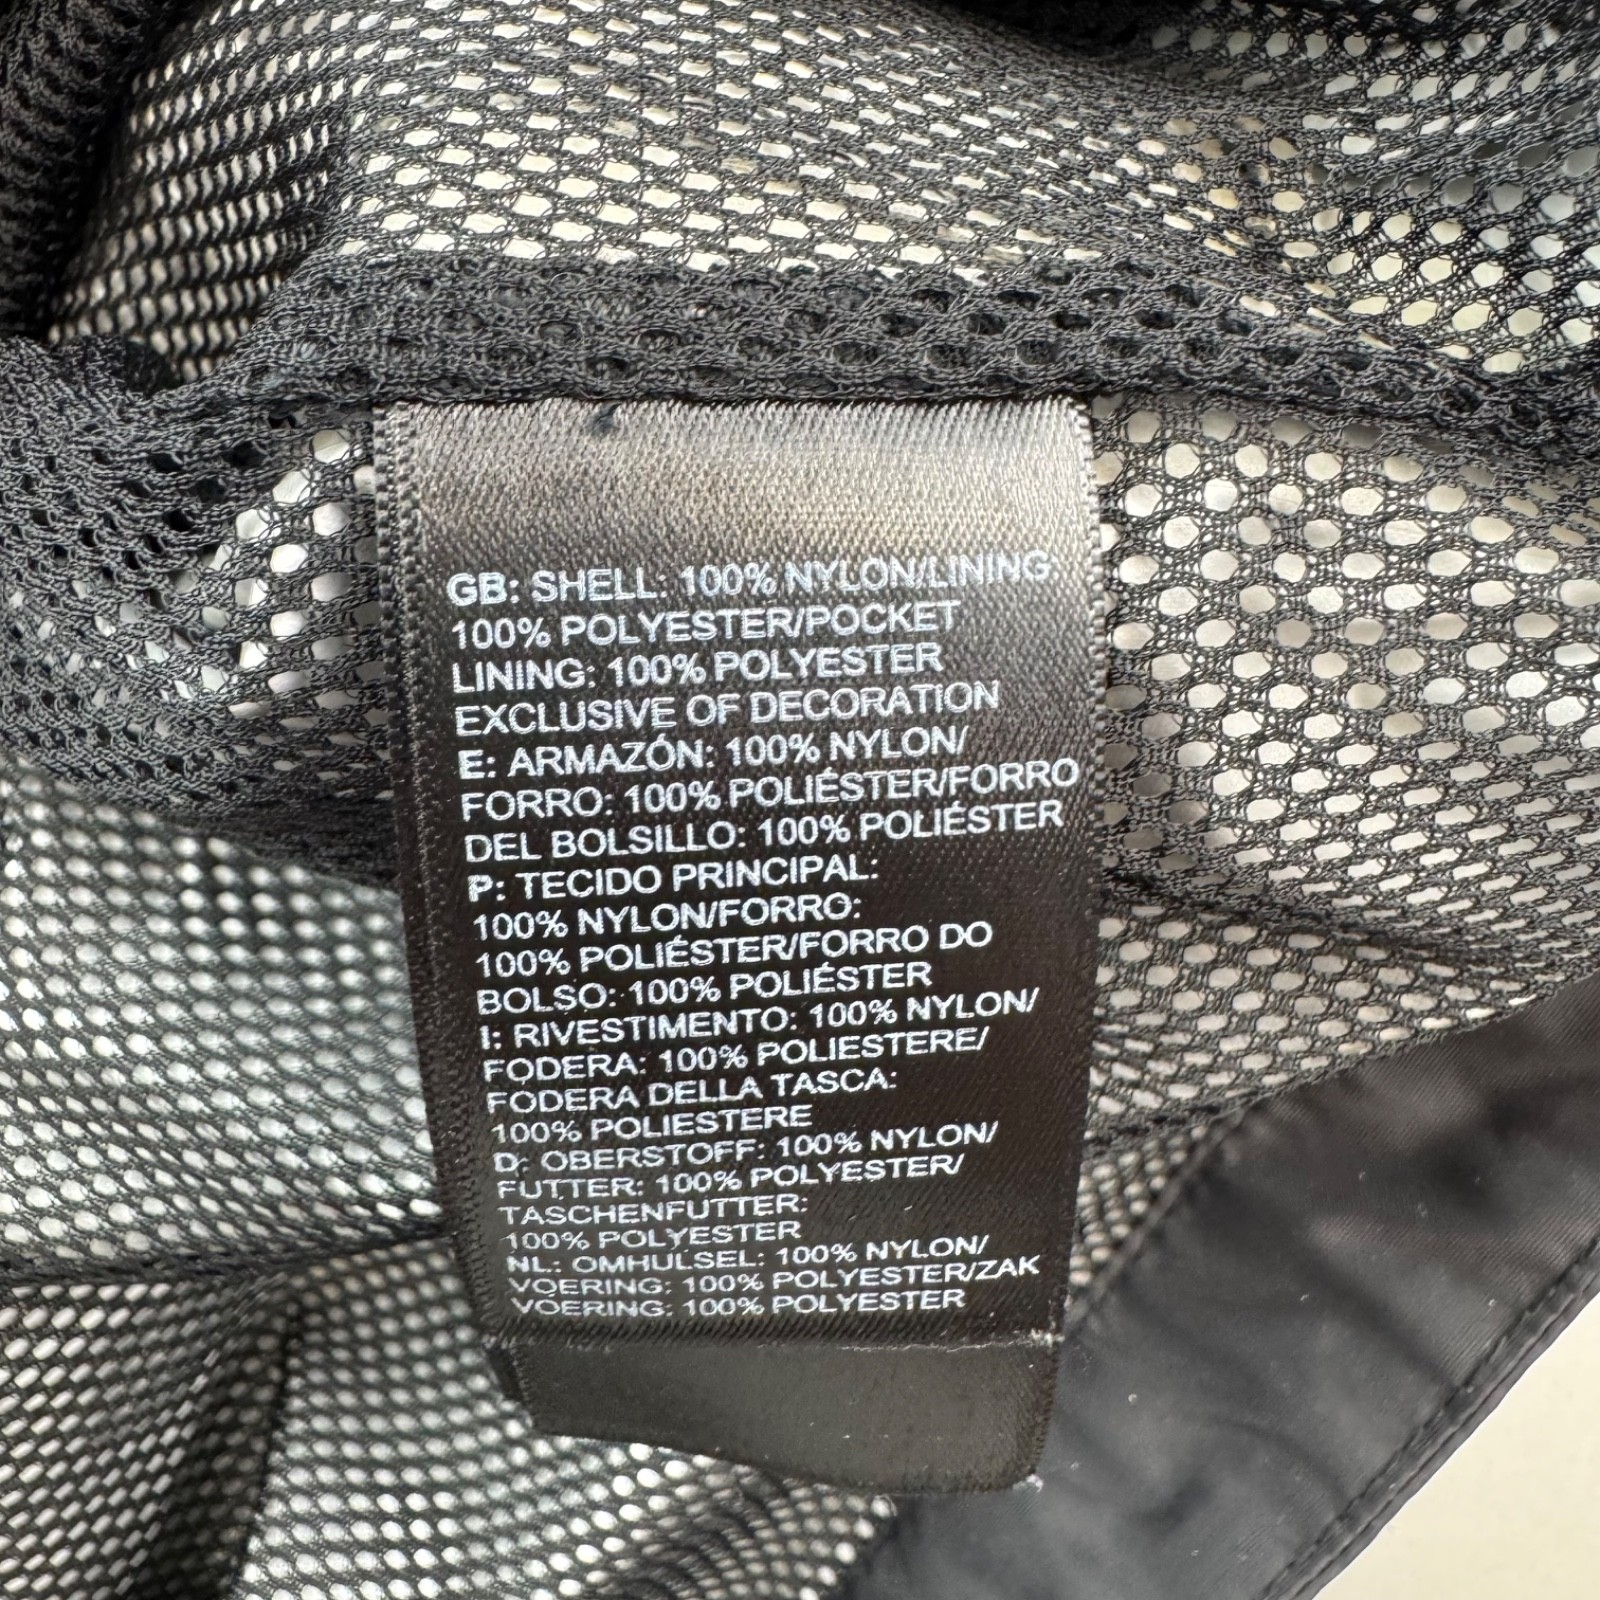 GB: SHELL: 100% NYLON/LINING:
100% POLYESTER/POCKET
LINING: 100% POLYESTER
EXCLUSIVE OF DECORATION
E: ARMAZÓN: 100% NYLON/
FORRO: 100% POLIÉSTER/FORRO
DEL BOLSILLO: 100% POLIÉSTER
P: TECIDO PRINCIPAL:
100% NYLON/FORRO:
100% POLIÉSTER/FORRO DO
BOLSO: 100% POLIÉSTER
I: RIVESTIMENTO: 100% NYLON/
FODERA: 100% POLIESTERE/
FODERA DELLA TASCA:
100% POLIESTERE
D: OBERSTOFF: 100% NYLON/
FUTTER: 100% POLYESTER/
TASCHENFUTTER:
100% POLYESTER
NL: OMHULSEL: 100% NYLON/
VOERING: 100% POLYESTER/ZAK
VOERING: 100% POLYESTER